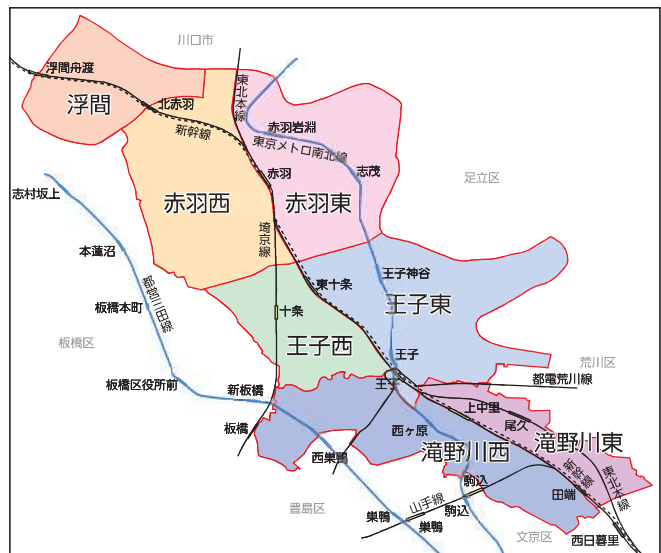 川口市
浮間舟渡
浮間
北赤羽
新幹線
東北本線
赤羽岩淵
東京メトロ南北線
赤羽
志茂
足立区
志村坂上
赤羽西
赤羽東
埼京線
本蓮沼
都営三田線
板橋本町
王子神谷
東十条
王子東
十条
板橋区
王子西
王子
荒川区
板橋区役所前
新板橋
王子
都電荒川線
上中里
尾久
板橋
西ヶ原
滝野川東
西巣鴨
滝野川西
新幹線
東北本線
駒込
田端
豊島区
山手線
駒込
巣鴨
巣鴨
文京区
西日暮里